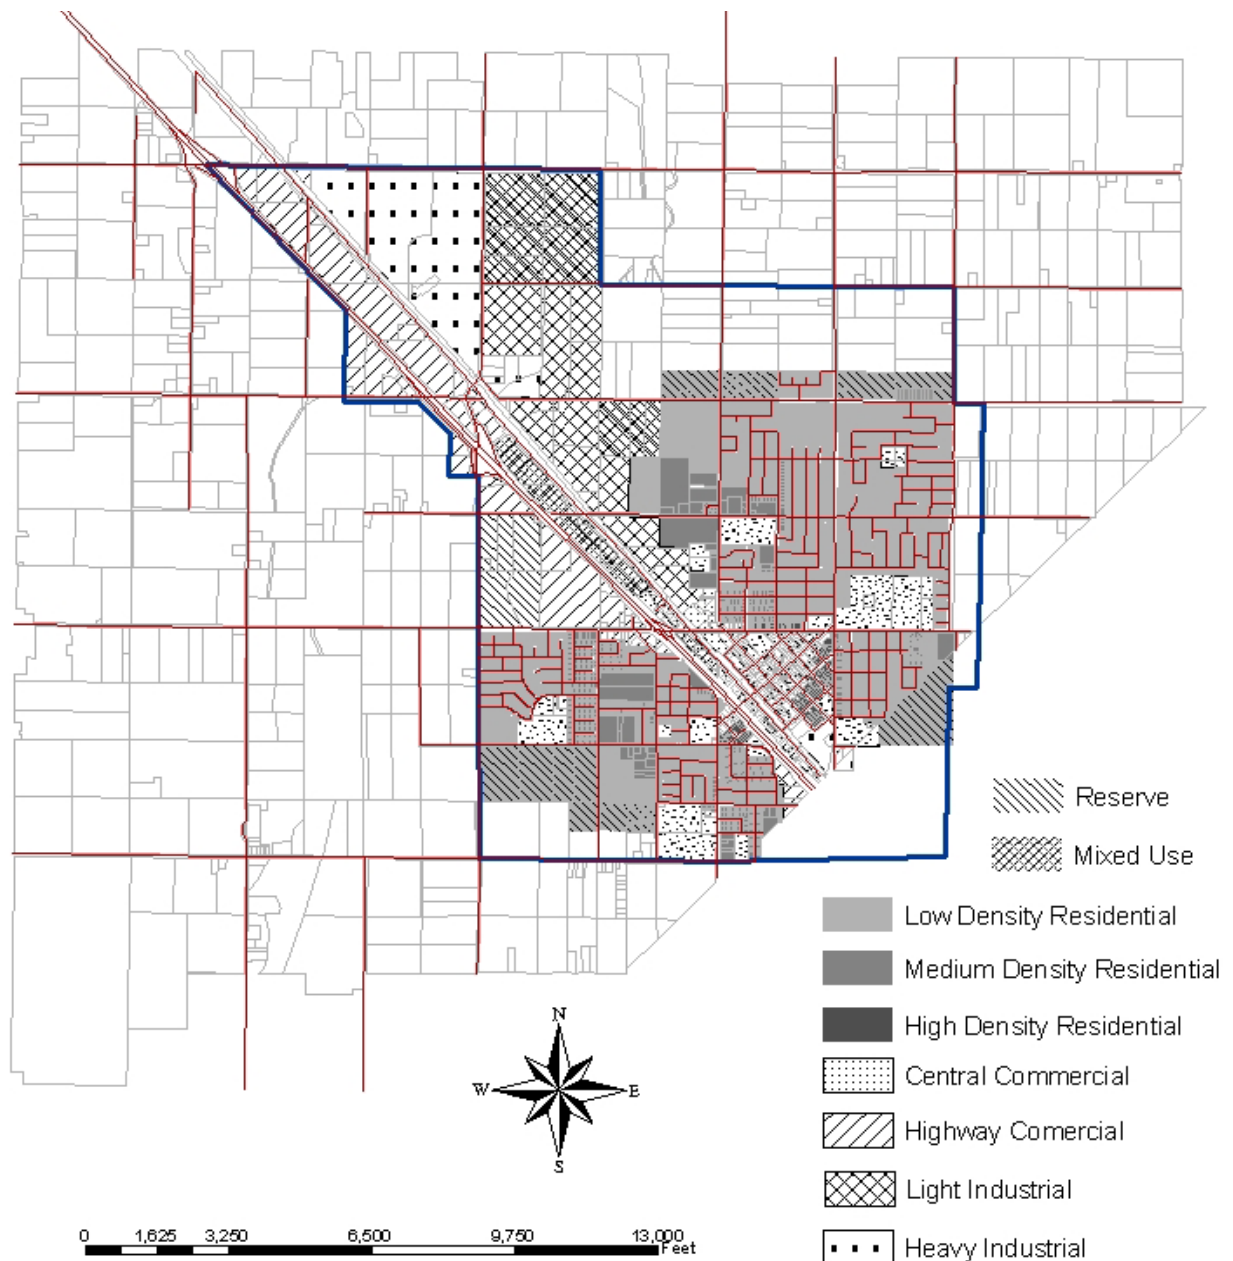 Reserve
Mixed Use
Low Density Residential
Medium Density Residential
High Density Residential
N
Central Commercial
W E
Highway Comercial
S
Light Industrial
0 1,625 3,250 6,500 9,750 13,000
Feet
Heavy Industrial